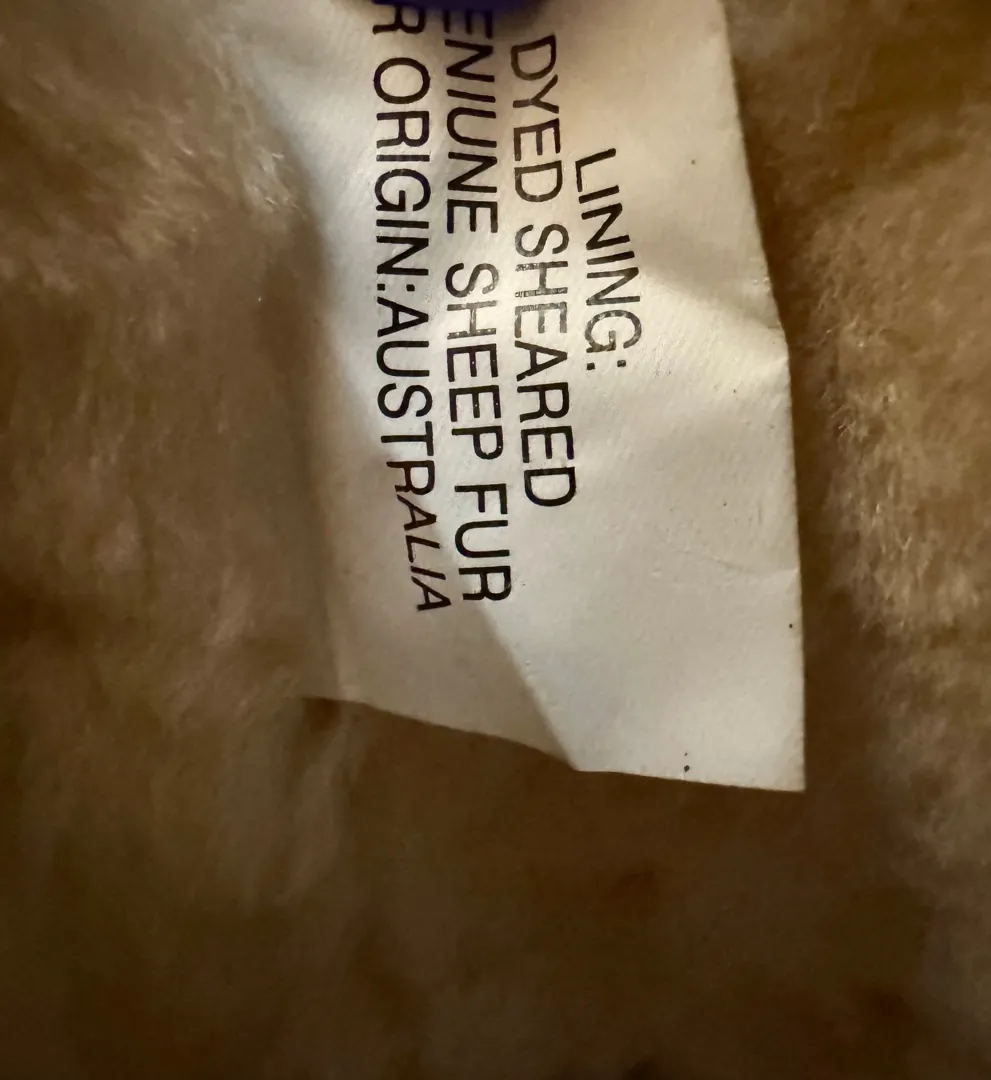 LINING:
DYED SHEARED
ENIUNE SHEEP FUR
R ORIGIN:AUSTRALIA